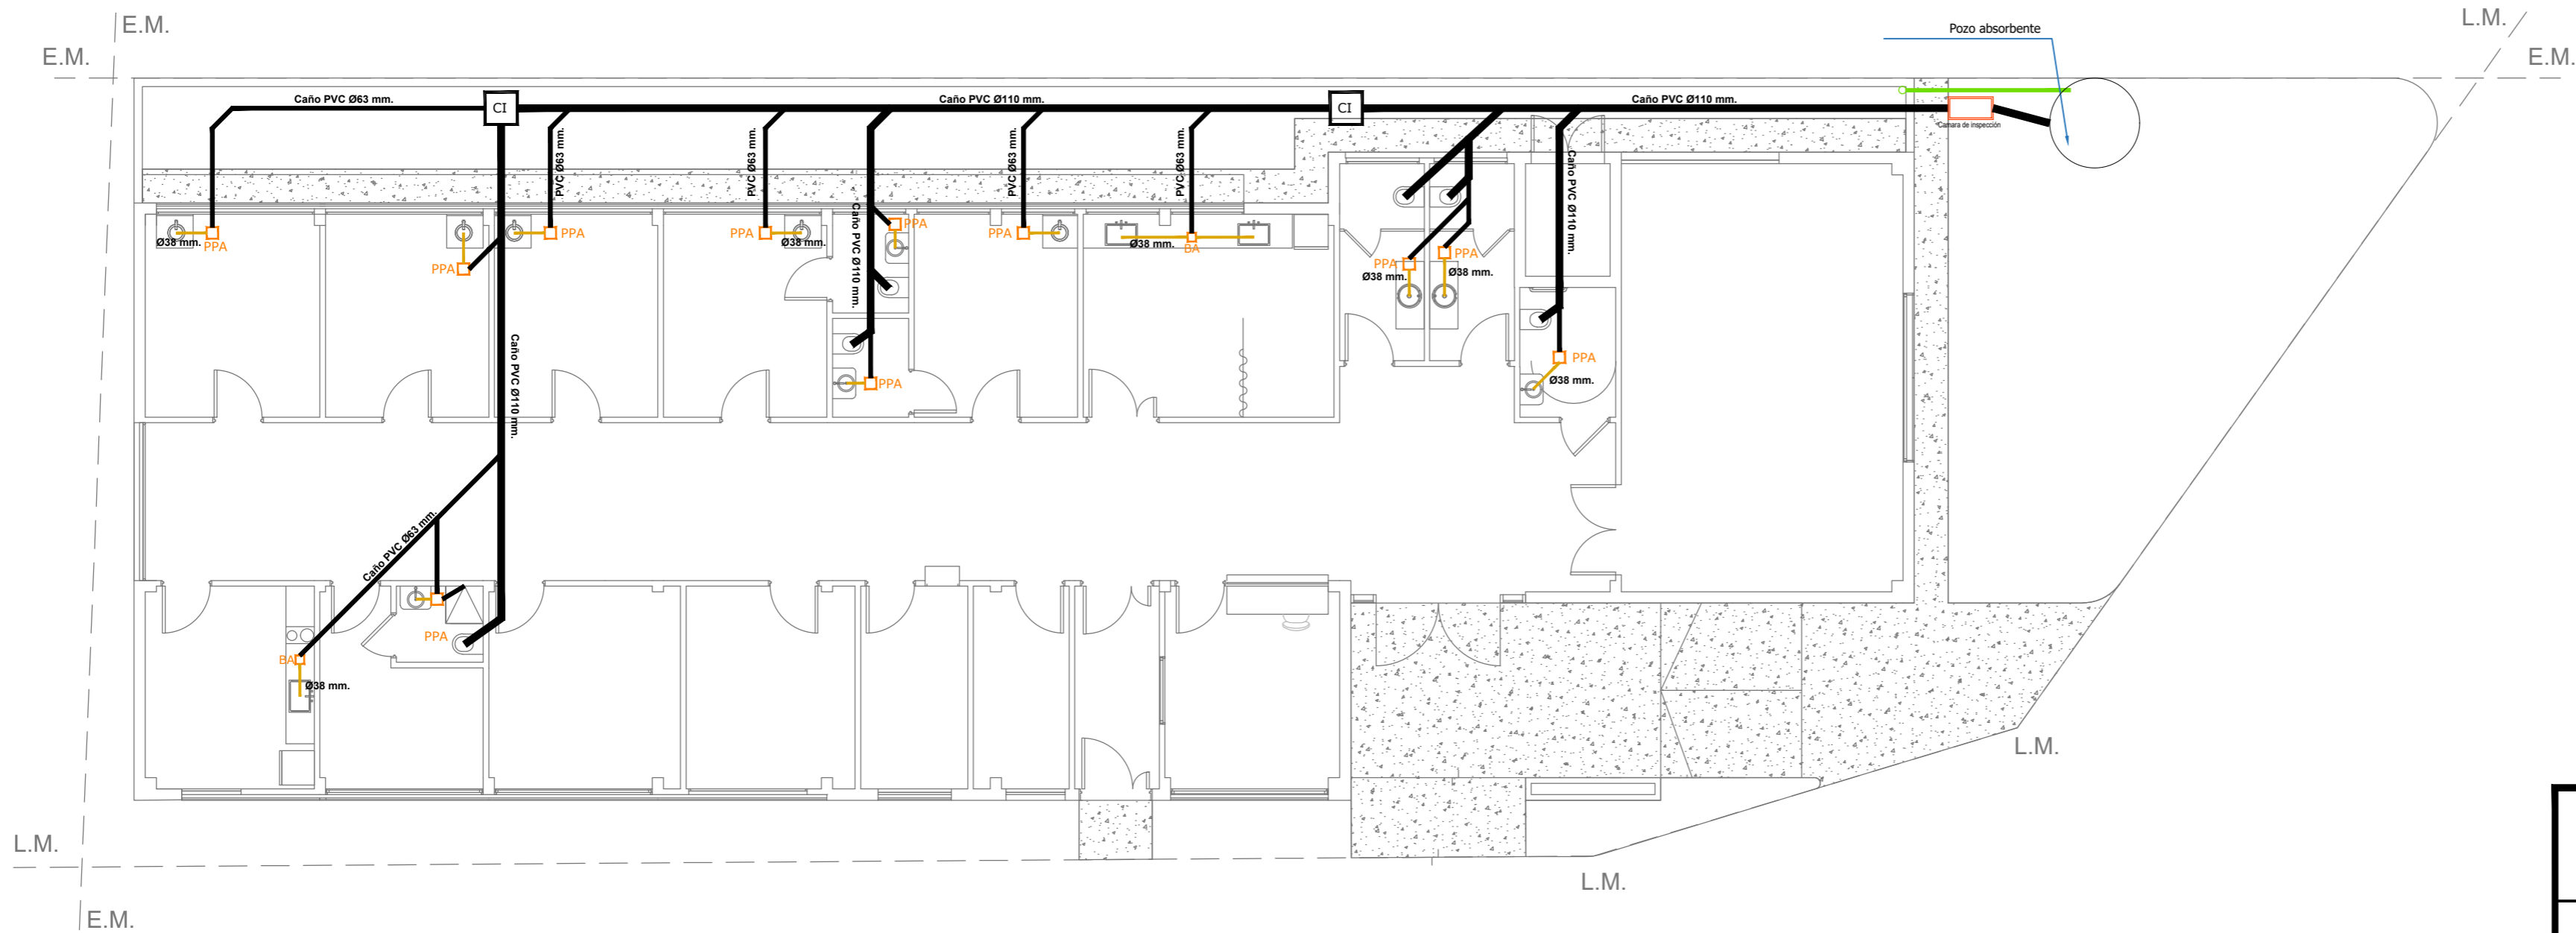 E.M.
L.M.
Pozo absorbente
E.M.
E.M.
Caño PVC Ø63 mm.
CI
Caño PVC Ø110 mm.
CI
Caño PVC Ø110 mm.
Camara de inspección
PVC Ø63 mm.
PVC Ø63 mm.
PVC Ø63 mm.
PVC Ø63 mm.
Caño PVC Ø110 mm.
Caño PVC Ø110 mm.
Ø38 mm.
PPA
PPA
PPA
PPA
Ø38 mm.
PPA
PPA
Ø38 mm.
BA
PPA
Ø38 mm.
PPA
Ø38 mm.
PPA
Ø38 mm.
PPA
Caño PVC Ø110 mm.
Caño PVC Ø63 mm.
PPA
BA
Ø38 mm.
L.M.
L.M.
L.M.
E.M.